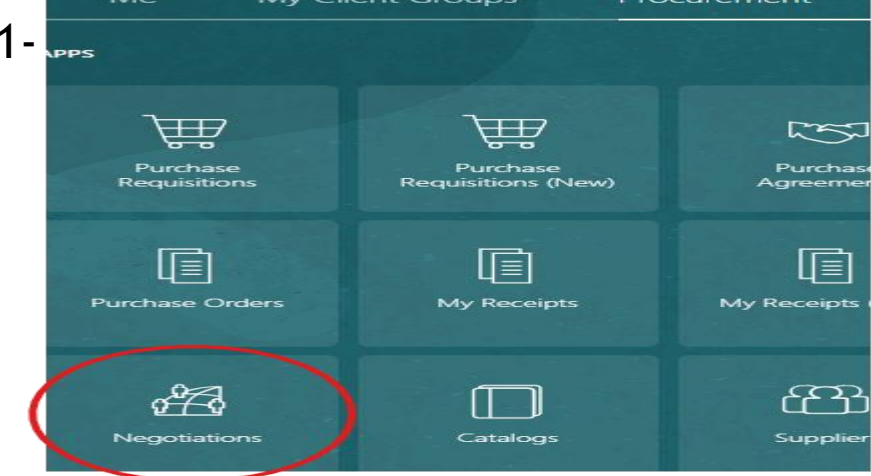 Me My Client Groups Procurement
1-
APPS
Purchase Requisitions
Purchase Requisitions (New)
Purchase
Purchase Orders
My Receipts
My Receipts
Negotiations
Catalogs
Supplier